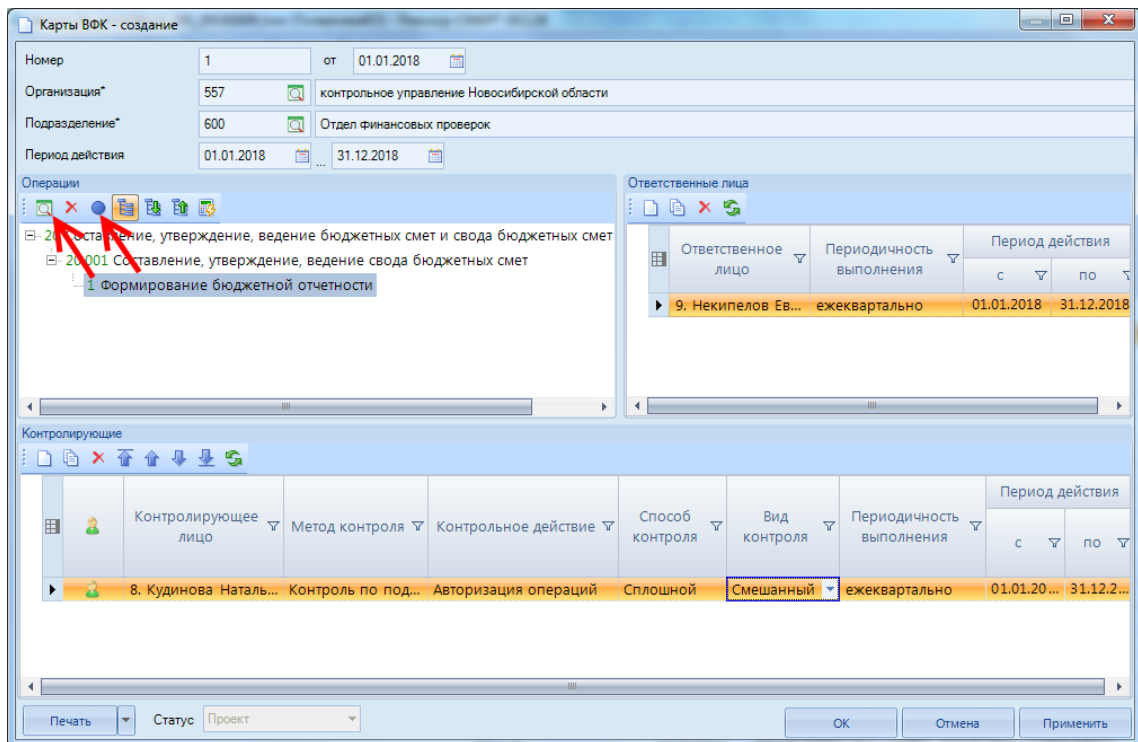 Карты ВФК - создание
Номер 1 от 01.01.2018
Организация* 557 контрольное управление Новосибирской области
Подразделение* 600 Отдел финансовых проверок
Период действия 01.01.2018 ... 31.12.2018
Операции
20 Составление, утверждение, ведение бюджетных смет и свода бюджетных смет
20.001 Составление, утверждение, ведение свода бюджетных смет
1 Формирование бюджетной отчетности
Ответственные лица
Ответственное лицо Периодичность выполнения Период действия
с по
9. Некипелов Ев... ежеквартально 01.01.2018 31.12.2018
Контролирующие
Контролирующее лицо Метод контроля Контрольное действие Способ контроля Вид контроля Периодичность выполнения Период действия
с по
8. Кудинова Наталь... Контроль по под... Авторизация операций Сплошной Смешанный ежеквартально 01.01.20... 31.12.2...
Печать Статус Проект ОК Отмена Применить